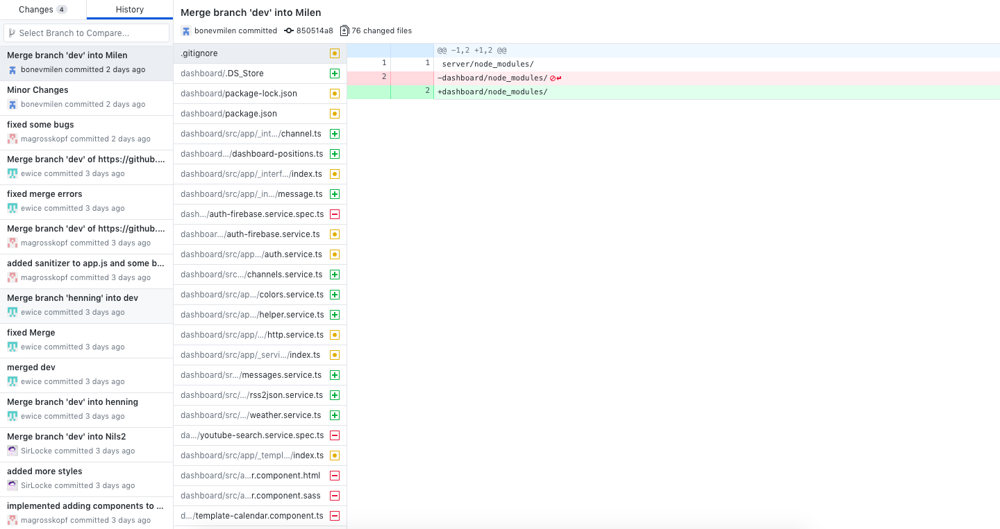 Changes 4
History
Select Branch to Compare...
Merge branch 'dev' into Milen
bonevmilen committed 2 days ago
Minor Changes
bonevmilen committed 2 days ago
fixed some bugs
magrosskopf committed 2 days ago
Merge branch 'dev' of https://github....
ewice committed 3 days ago
fixed merge errors
ewice committed 3 days ago
Merge branch 'dev' of https://github....
magrosskopf committed 3 days ago
added sanitizer to app.js and some b...
magrosskopf committed 3 days ago
Merge branch 'henning' into dev
ewice committed 3 days ago
fixed Merge
ewice committed 3 days ago
merged dev
ewice committed 3 days ago
Merge branch 'dev' into henning
ewice committed 3 days ago
Merge branch 'dev' into Nils2
SirLocke committed 3 days ago
added more styles
SirLocke committed 3 days ago
implemented adding components to ...
magrosskopf committed 3 days ago
Merge branch 'dev' into Milen
bonevmilen committed 850514a8 76 changed files
.gitignore
dashboard/.DS_Store
dashboard/package-lock.json
dashboard/package.json
dashboard/src/app/_int.../channel.ts
dashboard.../dashboard-positions.ts
dashboard/src/app/_interf.../index.ts
dashboard/src/app/_in.../message.ts
dash.../auth-firebase.service.spec.ts
dashboar.../auth-firebase.service.ts
dashboard/src/app.../auth.service.ts
dashboard/src.../channels.service.ts
dashboard/src/ap.../colors.service.ts
dashboard/src/ap.../helper.service.ts
dashboard/src/app/.../http.service.ts
dashboard/src/app/_servi.../index.ts
dashboard/sr.../messages.service.ts
dashboard/src/.../rss2json.service.ts
dashboard/src/.../weather.service.ts
da.../youtube-search.service.spec.ts
dashboard/src/app/_templ.../index.ts
dashboard/src/a...r.component.html
dashboard/src/a...r.component.sass
d.../template-calendar.component.ts
@@ -1,2 +1,2 @@
1 1 server/node_modules/
2 -dashboard/node_modules/
2 +dashboard/node_modules/